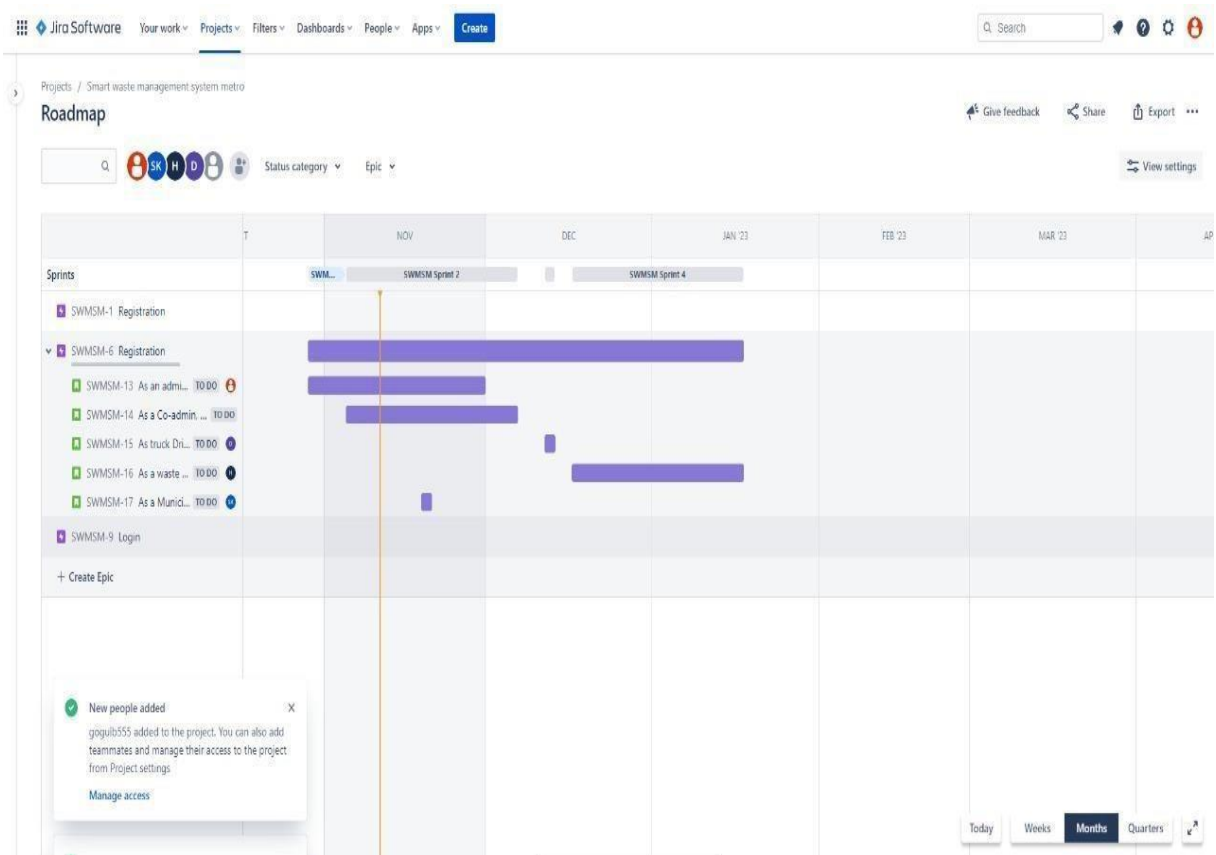 Jira Software Your work Projects Filters Dashboards People Apps Create Search
Projects / Smart waste management system metro
Roadmap
Give feedback Share Export
SK H D Status category Epic View settings
T NOV DEC JAN '23 FEB '23 MAR '23 AP
Sprints SWM... SWMSM Sprint 2 SWMSM Sprint 4
SWMSM-1 Registration
SWMSM-6 Registration
SWMSM-13 As an admi... TO DO
SWMSM-14 As a Co-admin, ... TO DO
SWMSM-15 As truck Dri... TO DO D
SWMSM-16 As a waste ... TO DO H
SWMSM-17 As a Munici... TO DO SK
SWMSM-9 Login
+ Create Epic
New people added
gogulb555 added to the project. You can also add
teammates and manage their access to the project
from Project settings
Manage access
Today Weeks Months Quarters